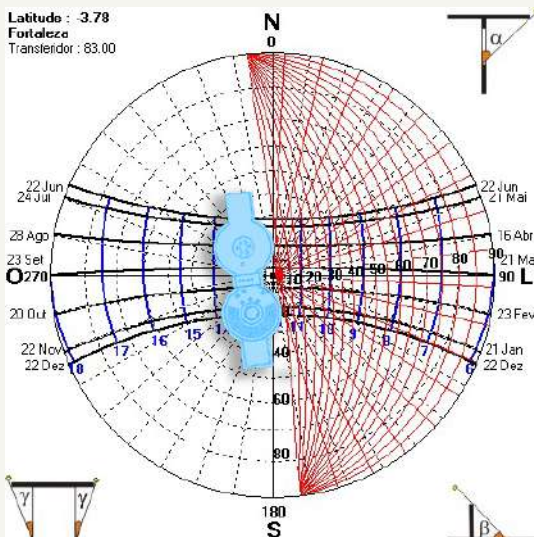 Latitude : -3.78
Fortaleza
Transferidor : 83.00
N
0
α
22 Jun
24 Jul
28 Ago
23 Set
O 270
20 Out
22 Nov
22 Dez
22 Jun
21 Mai
16 Abr
21 Ma
90 L
23 Fev
21 Jan
22 Dez
10 20 30 40 50 60 70 80 90
18 17 16 15 11 10 9 8 7 6
40
60
80
180
S
γ γ
β